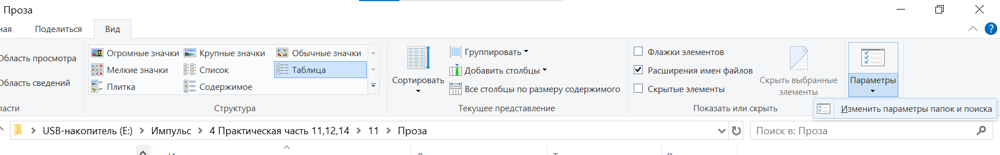 Проза
ная Поделиться Вид
Огромные значки Крупные значки Обычные значки
Группировать
Флажки элементов
Область просмотра
Мелкие значки Список Таблица
Добавить столбцы
Расширения имен файлов
Сортировать
Параметры
Скрыть выбранные элементы
Область сведений
Плитка Содержимое
Все столбцы по размеру содержимого
Скрытые элементы
ласти Структура Текущее представление Показать или скрыть
Изменить параметры папок и поиска
USB-накопитель (E:) Импульс 4 Практическая часть 11,12,14 11 Проза Поиск в: Проза